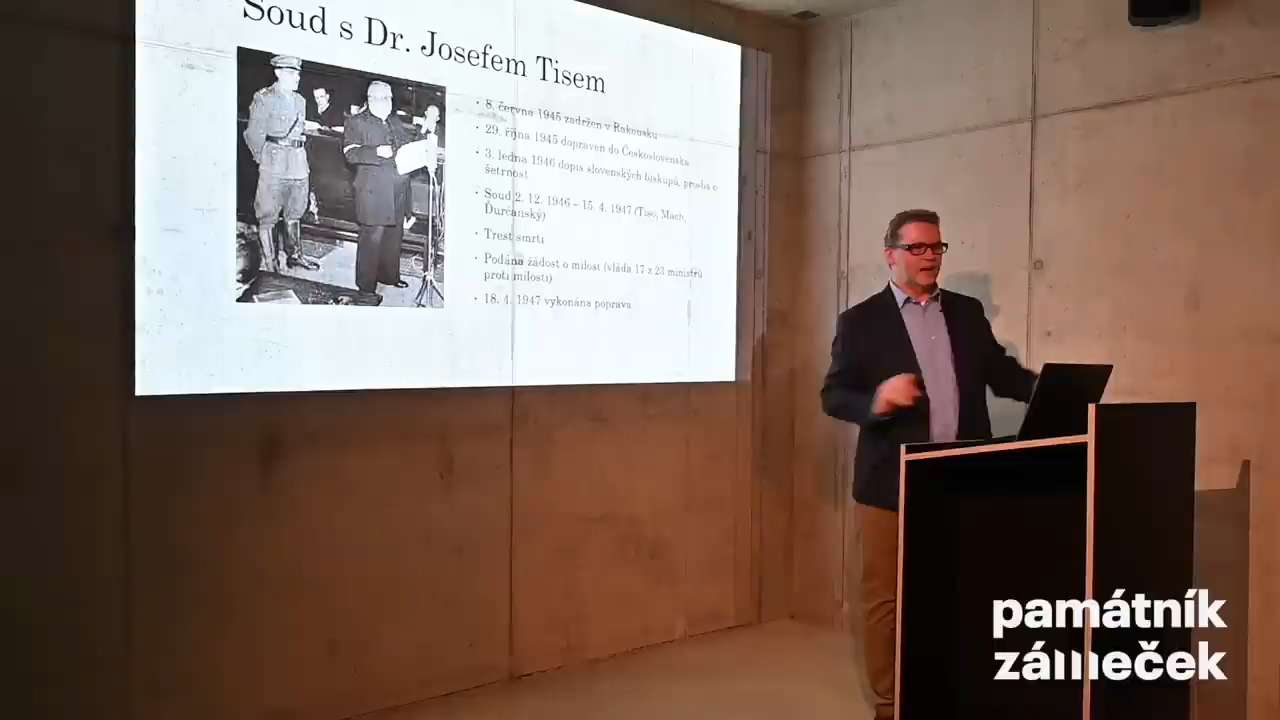 Soud s Dr. Josefem Tisem
• 8. června 1945 zadržen v Rakousku
• 29. října 1945 dopraven do Československa
• 3. ledna 1946 dopis slovenských biskupů, prosba o
šetrnost
• Soud 2. 12. 1946 – 15. 4. 1947 (Tiso, Mach,
Ďurčanský)
• Trest smrti
• Podána žádost o milost (vláda 17 z 23 ministrů
proti milosti)
• 18. 4. 1947 vykonána poprava
památník
zámeček